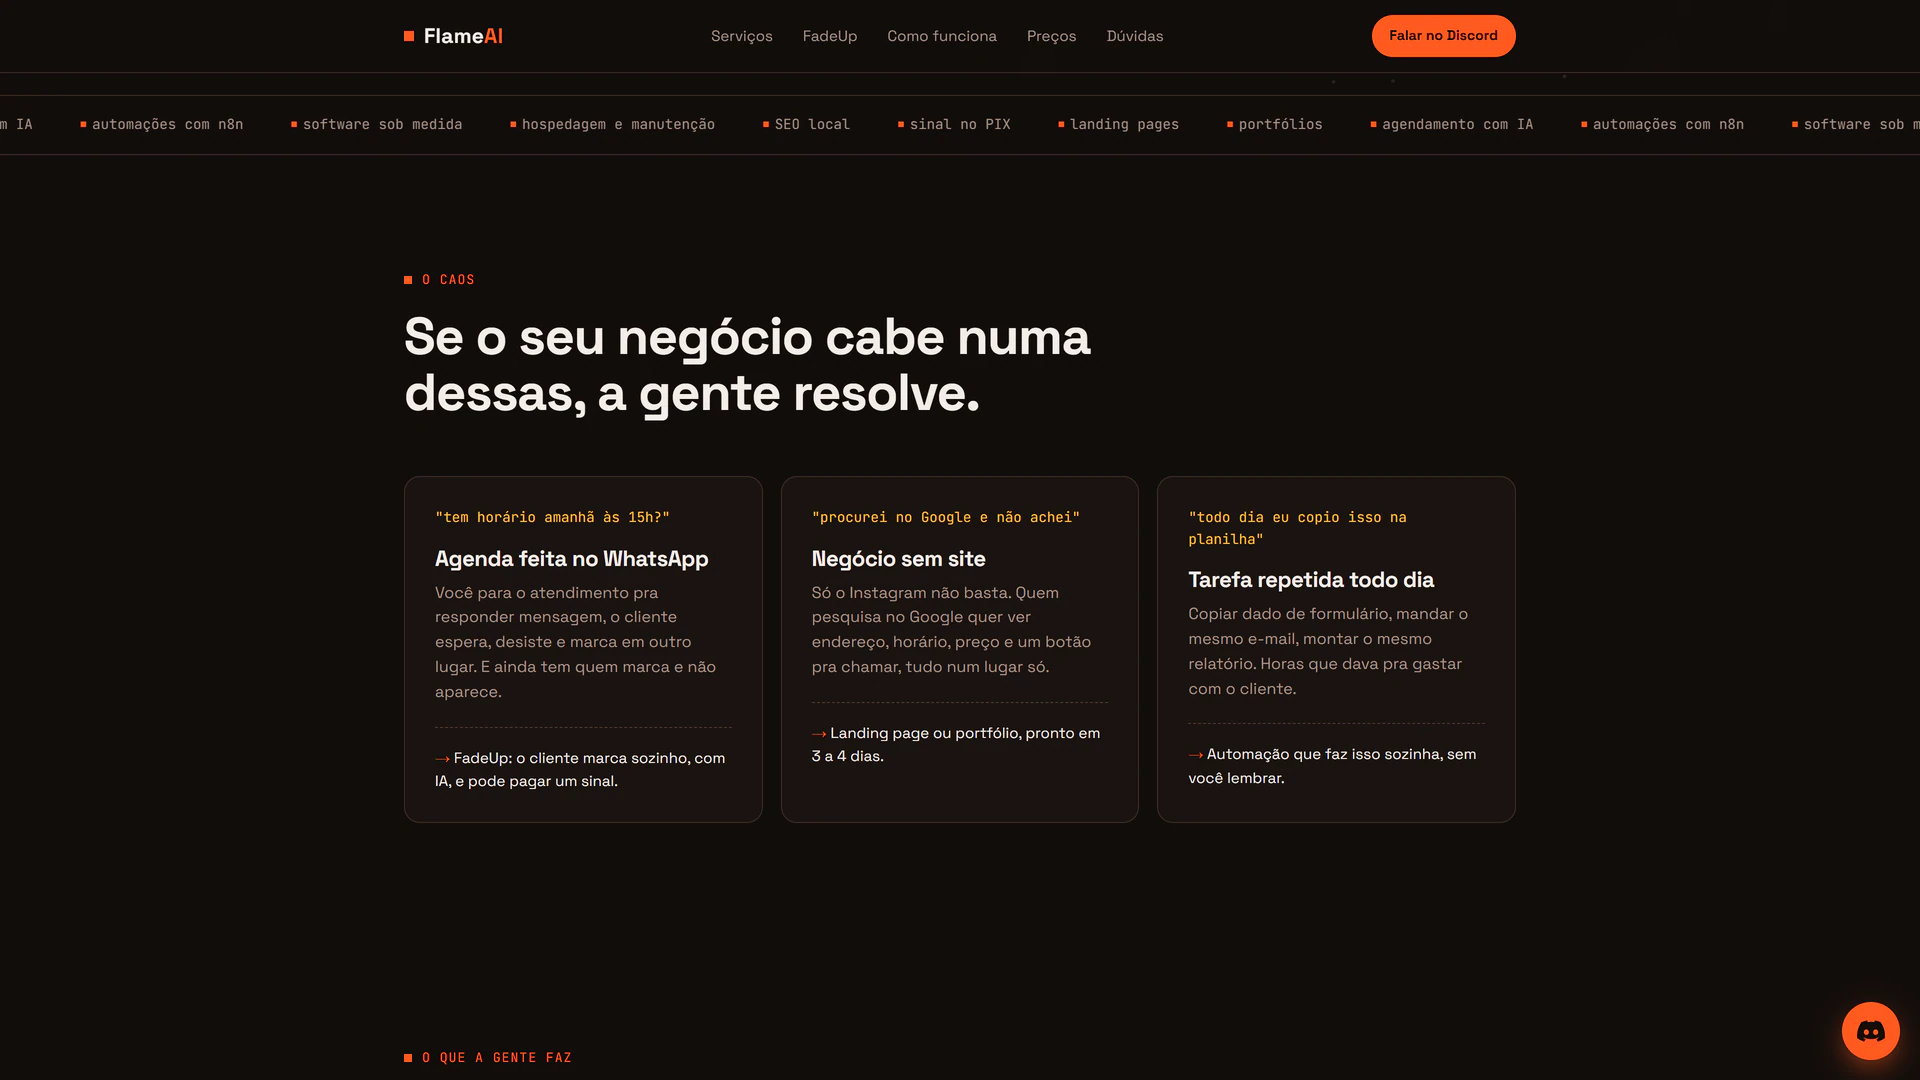 FlameAI
Serviços
FadeUp
Como funciona
Preços
Dúvidas
Falar no Discord
m IA
automações com n8n
software sob medida
hospedagem e manutenção
SEO local
sinal no PIX
landing pages
portfólios
agendamento com IA
automações com n8n
software sob m
O CAOS
Se o seu negócio cabe numa
dessas, a gente resolve.
"tem horário amanhã às 15h?"
Agenda feita no WhatsApp
Você para o atendimento pra
responder mensagem, o cliente
espera, desiste e marca em outro
lugar. E ainda tem quem marca e não
aparece.
→ FadeUp: o cliente marca sozinho, com
IA, e pode pagar um sinal.
"procurei no Google e não achei"
Negócio sem site
Só o Instagram não basta. Quem
pesquisa no Google quer ver
endereço, horário, preço e um botão
pra chamar, tudo num lugar só.
→ Landing page ou portfólio, pronto em
3 a 4 dias.
"todo dia eu copio isso na
planilha"
Tarefa repetida todo dia
Copiar dado de formulário, mandar o
mesmo e-mail, montar o mesmo
relatório. Horas que dava pra gastar
com o cliente.
→ Automação que faz isso sozinha, sem
você lembrar.
O QUE A GENTE FAZ